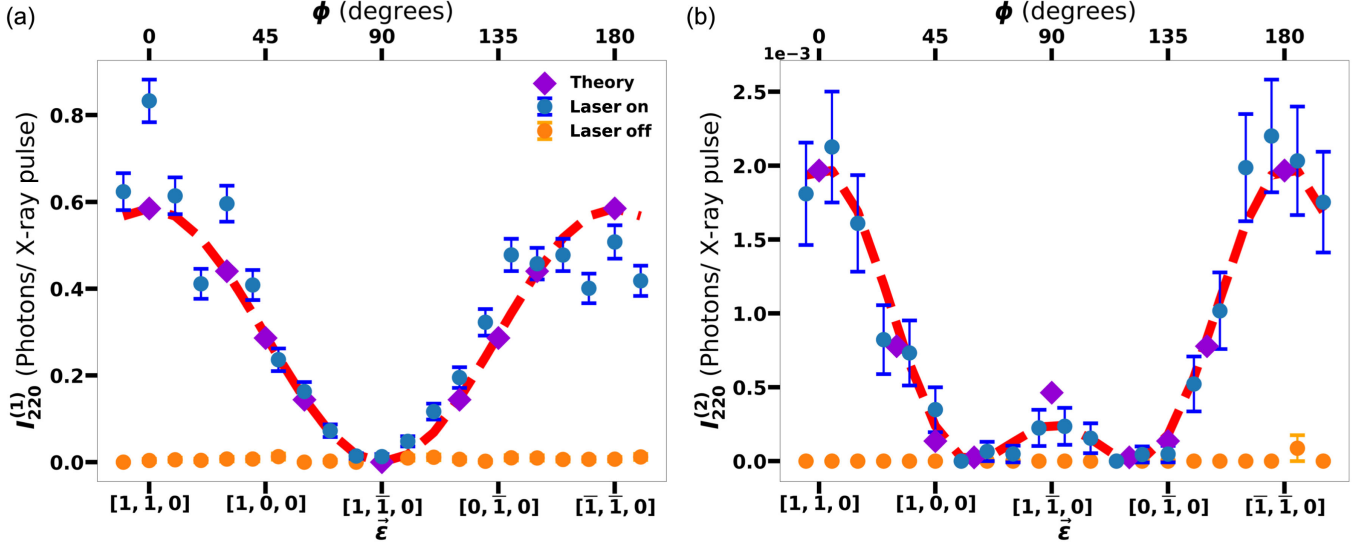 (a)
ϕ (degrees)
0 45 90 135 180
0.8
0.6
0.4
0.2
0.0
I₂₂₀⁽¹⁾ (Photons/ X-ray pulse)
Theory
Laser on
Laser off
[1, 1, 0] [1, 0, 0] [1, 1̅, 0] [0, 1̅, 0] [1̅, 1̅, 0]
ε⃗
(b)
ϕ (degrees)
0 45 90 135 180
1e−3
2.5
2.0
1.5
1.0
0.5
0.0
I₂₂₀⁽²⁾ (Photons/ X-ray pulse)
[1, 1, 0] [1, 0, 0] [1, 1̅, 0] [0, 1̅, 0] [1̅, 1̅, 0]
ε⃗